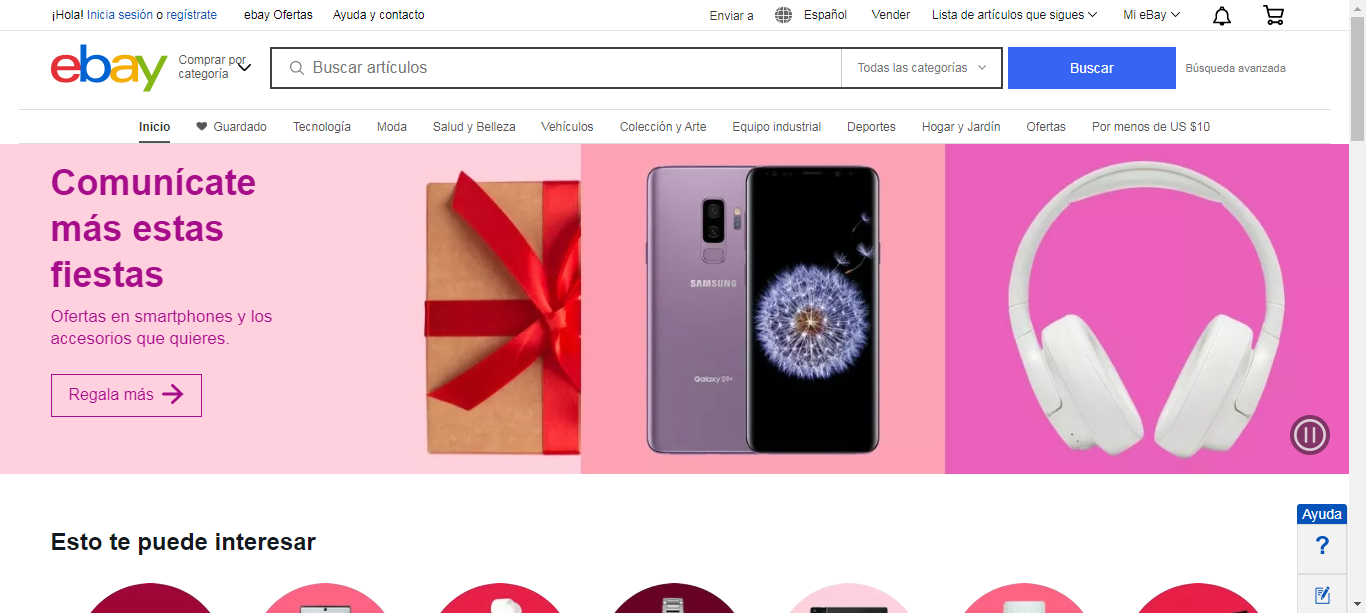 ¡Hola! Inicia sesión o regístrate ebay Ofertas Ayuda y contacto Enviar a Español Vender Lista de artículos que sigues Mi eBay
ebay Comprar por categoría Buscar artículos Todas las categorías Buscar Búsqueda avanzada
Inicio Guardado Tecnología Moda Salud y Belleza Vehículos Colección y Arte Equipo industrial Deportes Hogar y Jardín Ofertas Por menos de US $10
Comunícate
más estas
fiestas
Ofertas en smartphones y los
accesorios que quieres.
Regala más
SAMSUNG
Galaxy S9+
Ayuda
?
Esto te puede interesar